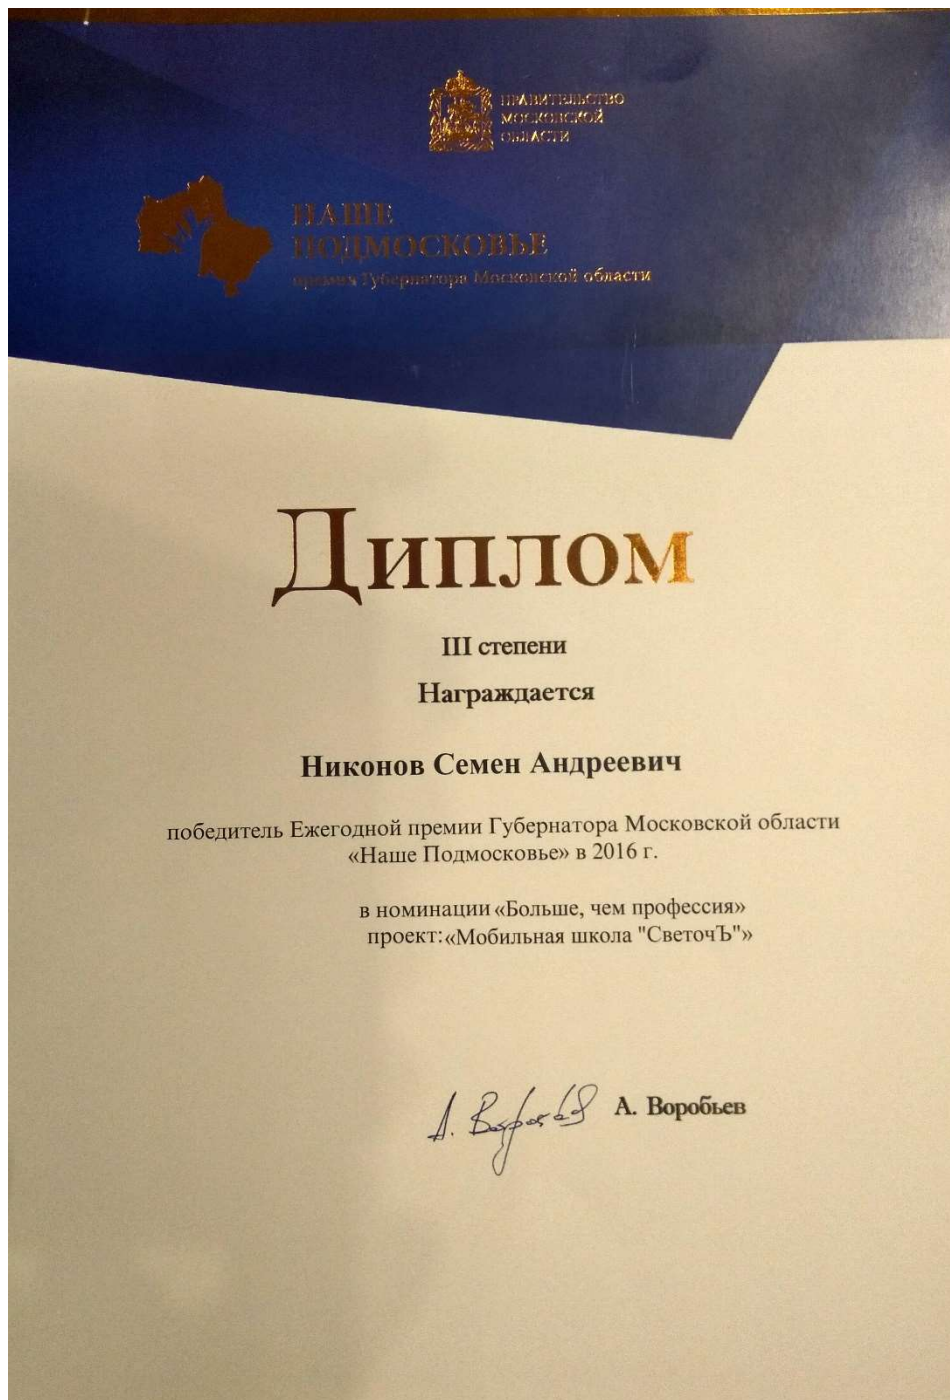 ПРАВИТЕЛЬСТВО
МОСКОВСКОЙ
ОБЛАСТИ
НАШЕ
ПОДМОСКОВЬЕ
премия Губернатора Московской области
Диплом
III степени
Награждается
Никонов Семен Андреевич
победитель Ежегодной премии Губернатора Московской области
«Наше Подмосковье» в 2016 г.
в номинации «Больше, чем профессия»
проект: «Мобильная школа "СветочЪ"»
А. Воробьев А. Воробьев